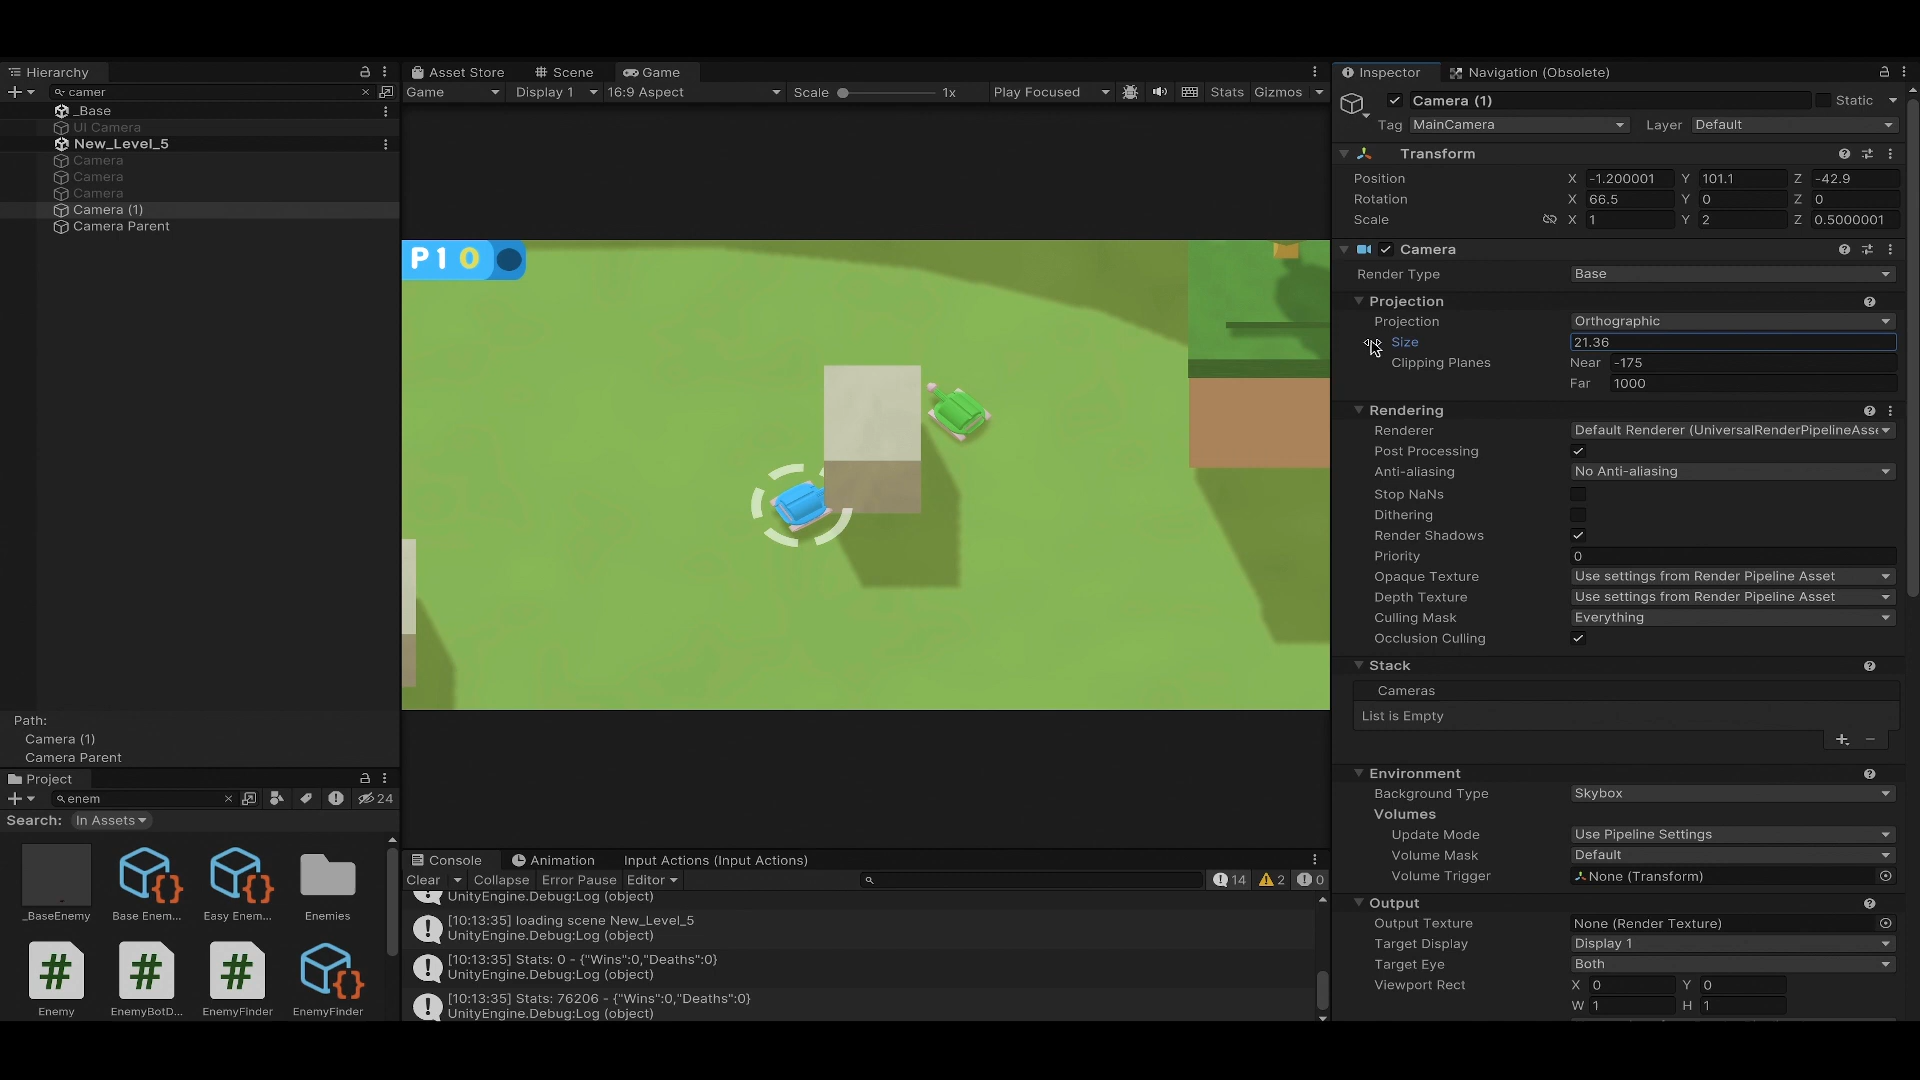 Hierarchy
camer
_Base
UI Camera
New_Level_5
Camera
Camera
Camera
Camera (1)
Camera Parent
Path:
Camera (1)
Camera Parent
Project
enem
24
Search: In Assets
_BaseEnemy
Base Enem...
Easy Enem...
Enemies
Enemy
EnemyBotD...
EnemyFinder
EnemyFinder
Asset Store
Scene
Game
Game
Display 1
16:9 Aspect
Scale 1x
Play Focused
Stats
Gizmos
P1 0
Console
Animation
Input Actions (Input Actions)
Clear
Collapse
Error Pause
Editor
14
2
0
UnityEngine.Debug:Log (object)
[10:13:35] loading scene New_Level_5
UnityEngine.Debug:Log (object)
[10:13:35] Stats: 0 - {"Wins":0,"Deaths":0}
UnityEngine.Debug:Log (object)
[10:13:35] Stats: 76206 - {"Wins":0,"Deaths":0}
UnityEngine.Debug:Log (object)
Inspector
Navigation (Obsolete)
Camera (1)
Static
Tag MainCamera
Layer Default
Transform
Position X -1.200001 Y 101.1 Z -42.9
Rotation X 66.5 Y 0 Z 0
Scale X 1 Y 2 Z 0.5000001
Camera
Render Type Base
Projection
Projection Orthographic
Size 21.36
Clipping Planes Near -175
Far 1000
Rendering
Renderer Default Renderer (UniversalRenderPipelineAsse
Post Processing
Anti-aliasing No Anti-aliasing
Stop NaNs
Dithering
Render Shadows
Priority 0
Opaque Texture Use settings from Render Pipeline Asset
Depth Texture Use settings from Render Pipeline Asset
Culling Mask Everything
Occlusion Culling
Stack
Cameras
List is Empty
Environment
Background Type Skybox
Volumes
Update Mode Use Pipeline Settings
Volume Mask Default
Volume Trigger None (Transform)
Output
Output Texture None (Render Texture)
Target Display Display 1
Target Eye Both
Viewport Rect X 0 Y 0
W 1 H 1